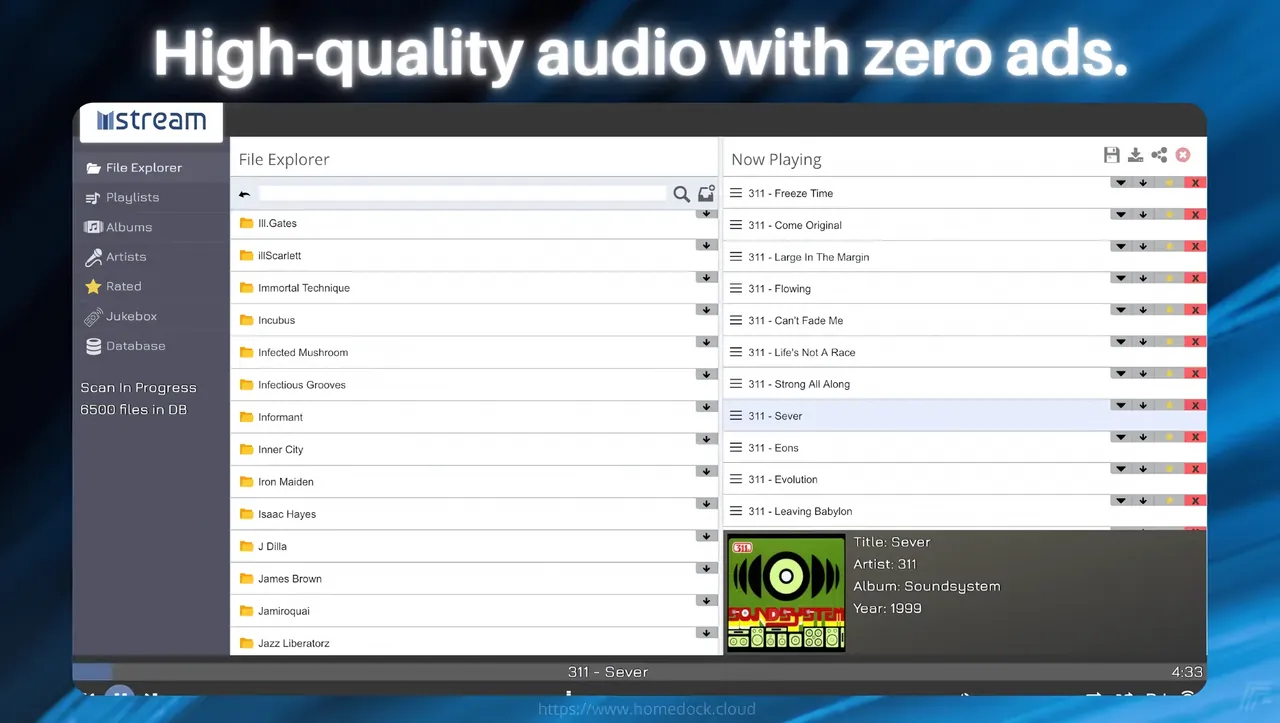 High-quality audio with zero ads.
mstream
File Explorer
Playlists
Albums
Artists
Rated
Jukebox
Database
Scan In Progress
6500 files in DB
File Explorer
Ill.Gates
illScarlett
Immortal Technique
Incubus
Infected Mushroom
Infectious Grooves
Informant
Inner City
Iron Maiden
Isaac Hayes
J Dilla
James Brown
Jamiroquai
Jazz Liberatorz
Now Playing
311 - Freeze Time
311 - Come Original
311 - Large In The Margin
311 - Flowing
311 - Can't Fade Me
311 - Life's Not A Race
311 - Strong All Along
311 - Sever
311 - Eons
311 - Evolution
311 - Leaving Babylon
311
SOUNDSYSTEM
Title: Sever
Artist: 311
Album: Soundsystem
Year: 1999
311 - Sever
4:33
https://www.homedock.cloud